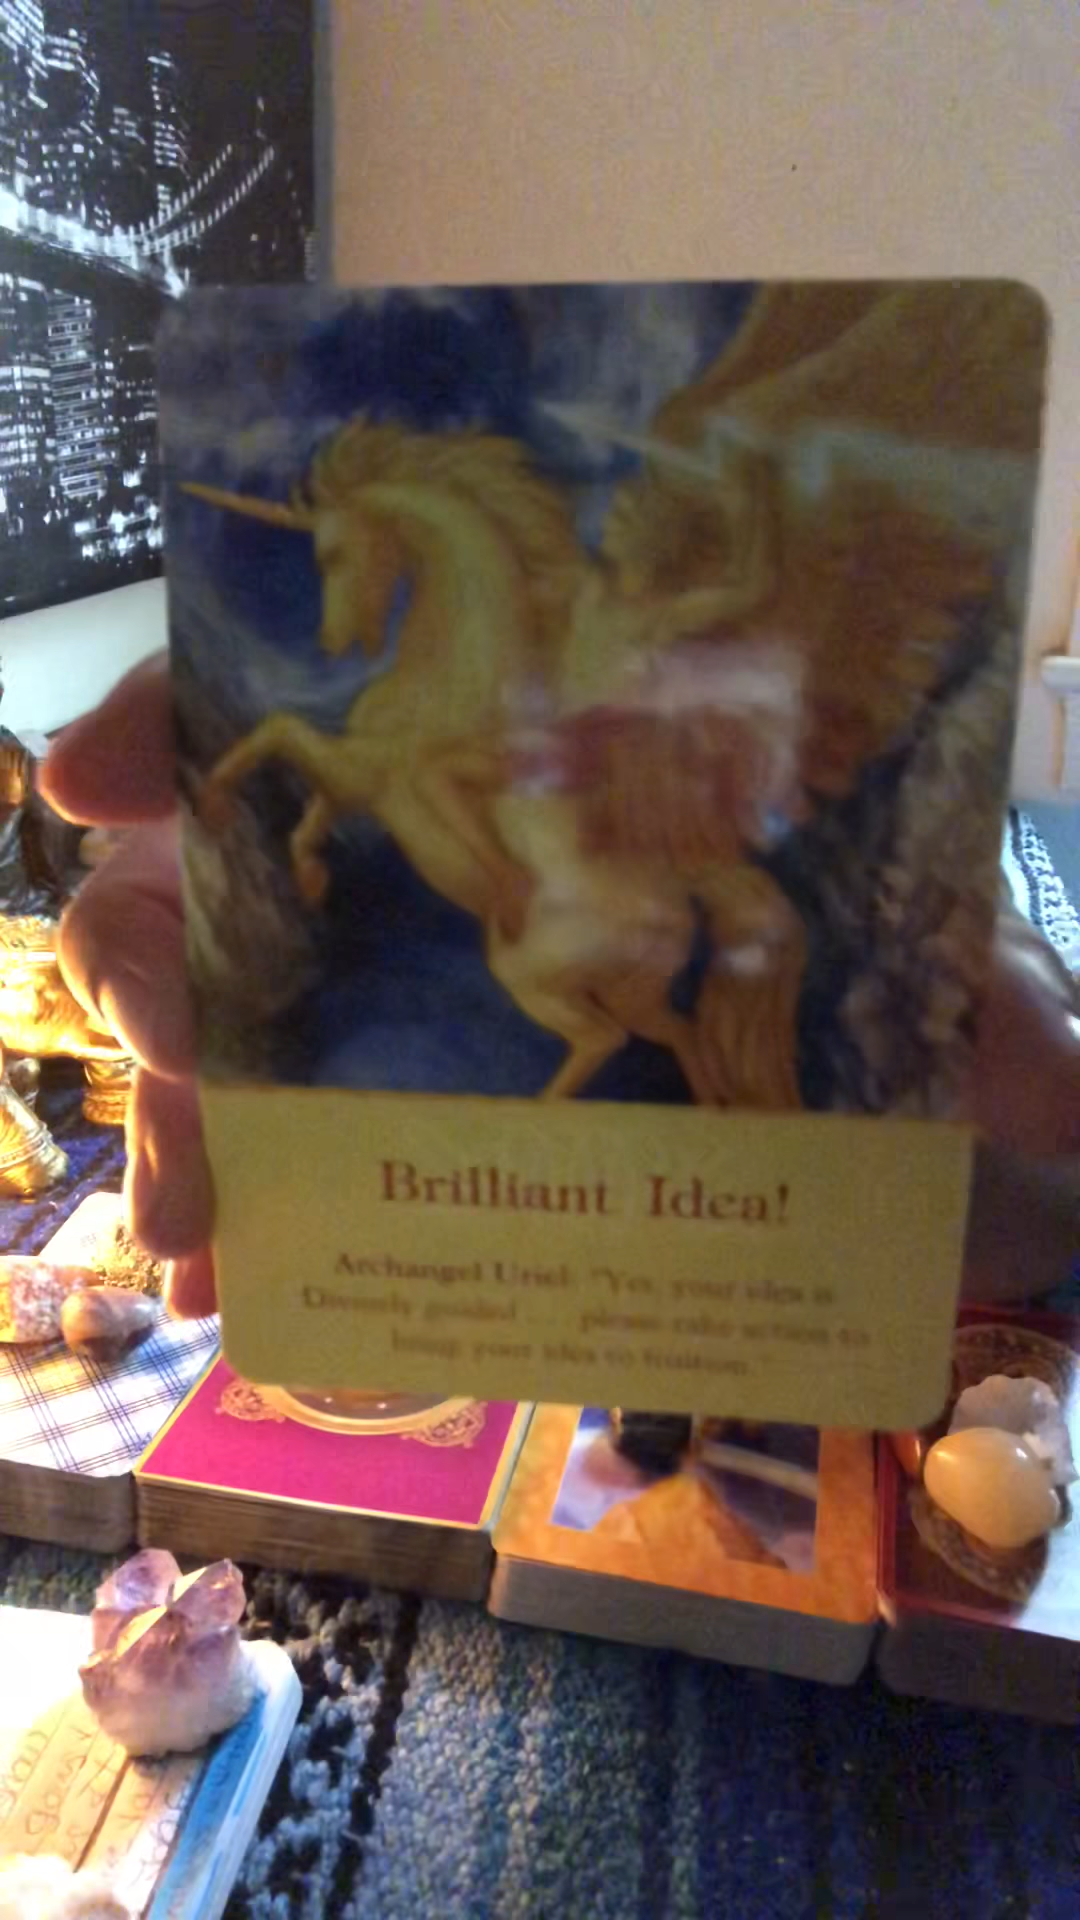 Brilliant Idea!
Archangel Uriel: "Yes, your idea is
Divinely guided . . . please take action to
bring your idea to fruition."